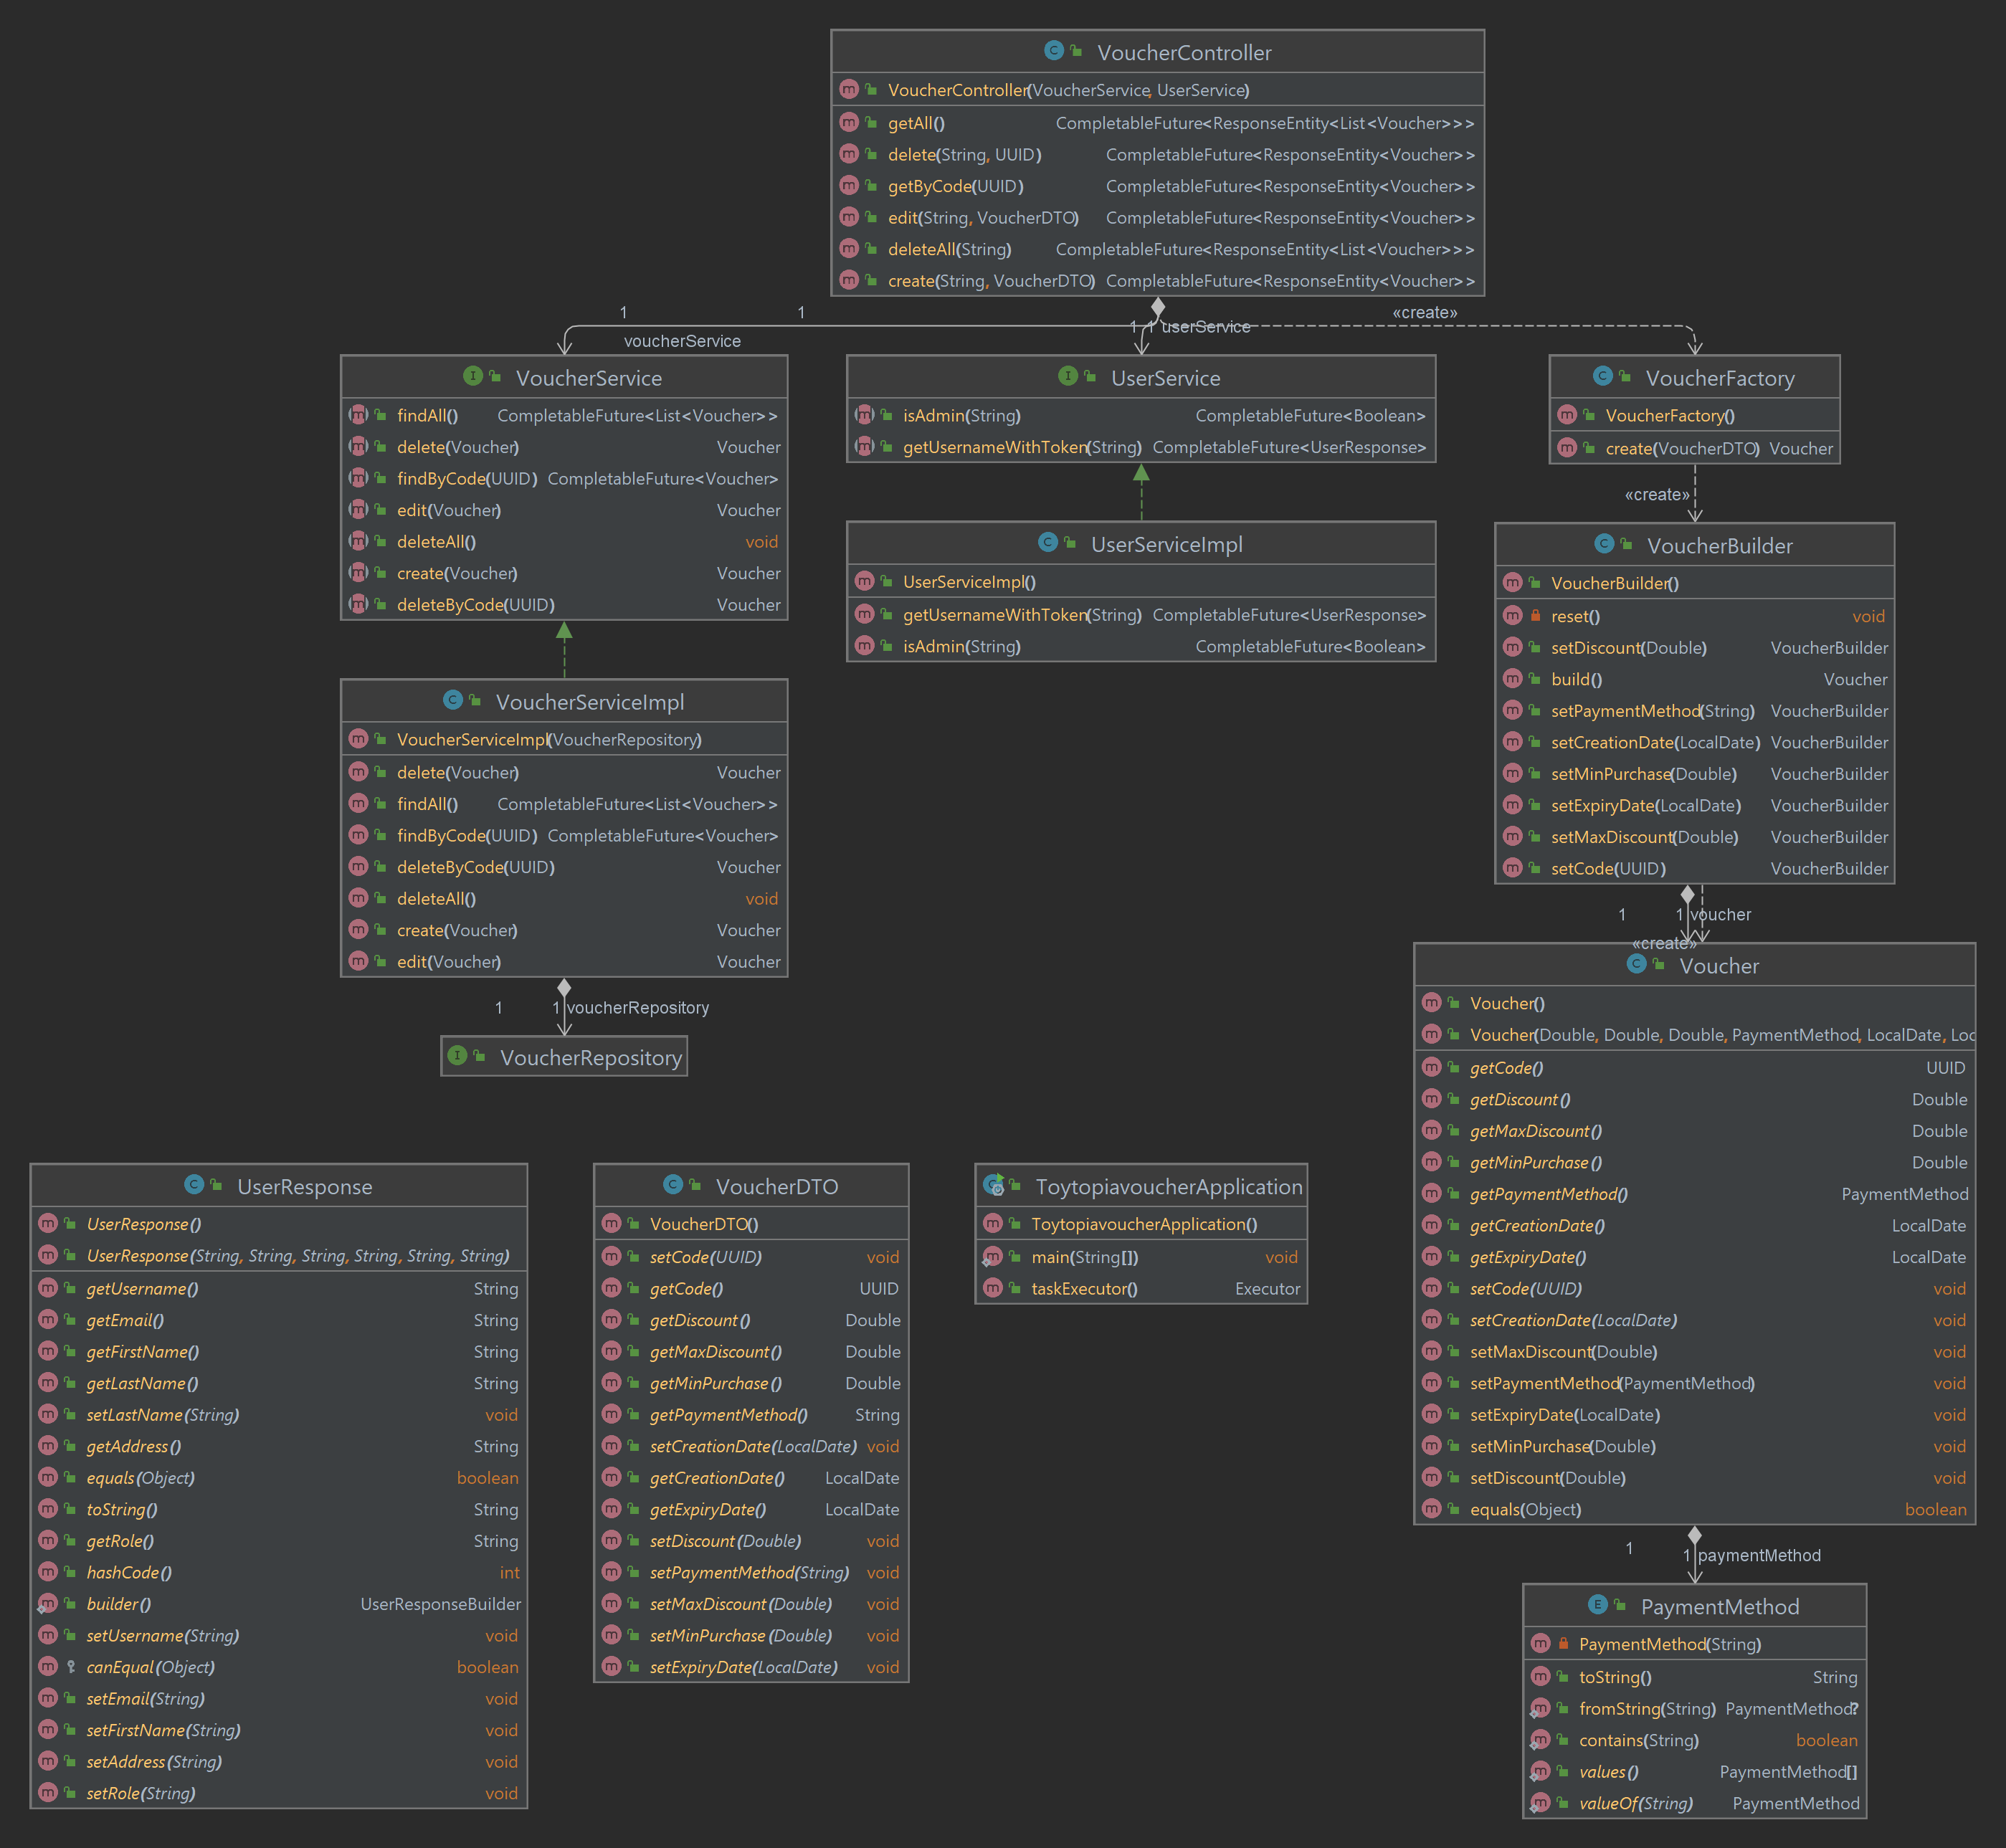 VoucherController
VoucherController(VoucherService, UserService)
getAll() CompletableFuture<ResponseEntity<List<Voucher>>>
delete(String, UUID) CompletableFuture<ResponseEntity<Voucher>>
getByCode(UUID) CompletableFuture<ResponseEntity<Voucher>>
edit(String, VoucherDTO) CompletableFuture<ResponseEntity<Voucher>>
deleteAll(String) CompletableFuture<ResponseEntity<List<Voucher>>>
create(String, VoucherDTO) CompletableFuture<ResponseEntity<Voucher>>
1 1
voucherService
1 1 userService
«create»
VoucherService
findAll() CompletableFuture<List<Voucher>>
delete(Voucher) Voucher
findByCode(UUID) CompletableFuture<Voucher>
edit(Voucher) Voucher
deleteAll() void
create(Voucher) Voucher
deleteByCode(UUID) Voucher
UserService
isAdmin(String) CompletableFuture<Boolean>
getUsernameWithToken(String) CompletableFuture<UserResponse>
VoucherFactory
VoucherFactory()
create(VoucherDTO) Voucher
«create»
UserServiceImpl
UserServiceImpl()
getUsernameWithToken(String) CompletableFuture<UserResponse>
isAdmin(String) CompletableFuture<Boolean>
VoucherBuilder
VoucherBuilder()
reset() void
setDiscount(Double) VoucherBuilder
build() Voucher
setPaymentMethod(String) VoucherBuilder
setCreationDate(LocalDate) VoucherBuilder
setMinPurchase(Double) VoucherBuilder
setExpiryDate(LocalDate) VoucherBuilder
setMaxDiscount(Double) VoucherBuilder
setCode(UUID) VoucherBuilder
1 1 voucher
«create»
VoucherServiceImpl
VoucherServiceImpl(VoucherRepository)
delete(Voucher) Voucher
findAll() CompletableFuture<List<Voucher>>
findByCode(UUID) CompletableFuture<Voucher>
deleteByCode(UUID) Voucher
deleteAll() void
create(Voucher) Voucher
edit(Voucher) Voucher
1 1 voucherRepository
VoucherRepository
Voucher
Voucher()
Voucher(Double, Double, Double, PaymentMethod, LocalDate, Loc
getCode() UUID
getDiscount() Double
getMaxDiscount() Double
getMinPurchase() Double
getPaymentMethod() PaymentMethod
getCreationDate() LocalDate
getExpiryDate() LocalDate
setCode(UUID) void
setCreationDate(LocalDate) void
setMaxDiscount(Double) void
setPaymentMethod(PaymentMethod) void
setExpiryDate(LocalDate) void
setMinPurchase(Double) void
setDiscount(Double) void
equals(Object) boolean
1 1 paymentMethod
UserResponse
UserResponse()
UserResponse(String, String, String, String, String, String)
getUsername() String
getEmail() String
getFirstName() String
getLastName() String
setLastName(String) void
getAddress() String
equals(Object) boolean
toString() String
getRole() String
hashCode() int
builder() UserResponseBuilder
setUsername(String) void
canEqual(Object) boolean
setEmail(String) void
setFirstName(String) void
setAddress(String) void
setRole(String) void
VoucherDTO
VoucherDTO()
setCode(UUID) void
getCode() UUID
getDiscount() Double
getMaxDiscount() Double
getMinPurchase() Double
getPaymentMethod() String
setCreationDate(LocalDate) void
getCreationDate() LocalDate
getExpiryDate() LocalDate
setDiscount(Double) void
setPaymentMethod(String) void
setMaxDiscount(Double) void
setMinPurchase(Double) void
setExpiryDate(LocalDate) void
ToytopiavoucherApplication
ToytopiavoucherApplication()
main(String[]) void
taskExecutor() Executor
PaymentMethod
PaymentMethod(String)
toString() String
fromString(String) PaymentMethod?
contains(String) boolean
values() PaymentMethod[]
valueOf(String) PaymentMethod